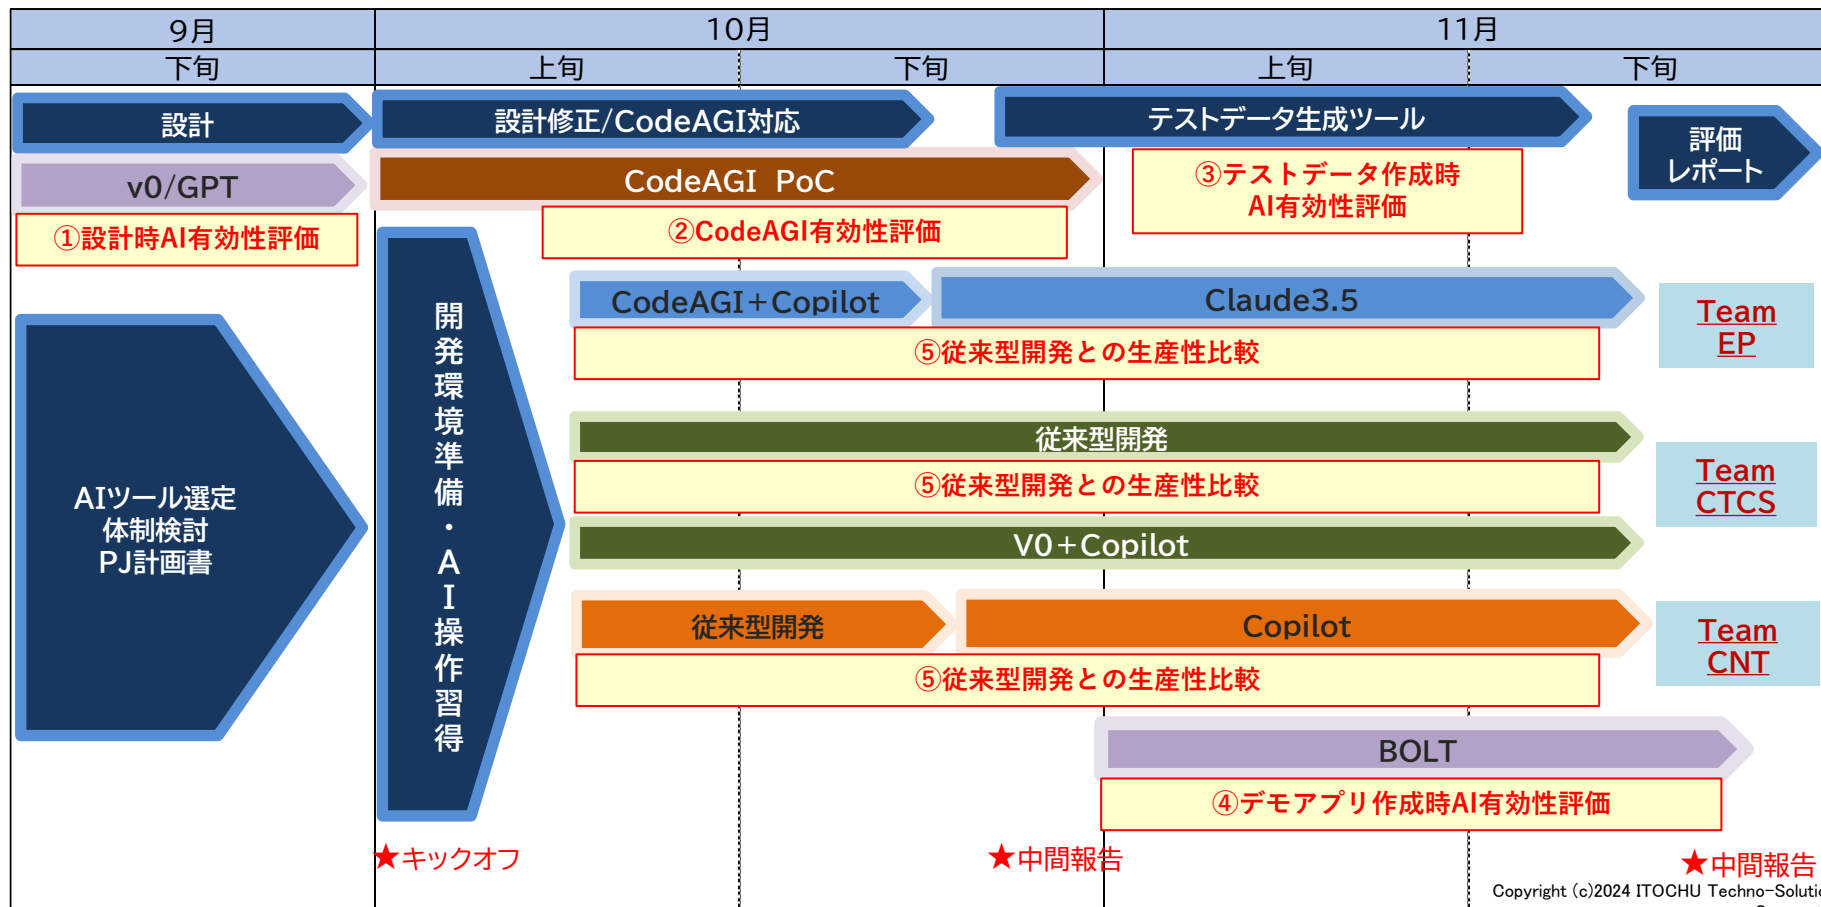 9月
10月
11月
下旬
上旬
下旬
上旬
下旬
設計
設計修正/CodeAGI対応
テストデータ生成ツール
評価
レポート
v0/GPT
CodeAGI PoC
①設計時AI有効性評価
②CodeAGI有効性評価
③テストデータ作成時
AI有効性評価
AIツール選定
体制検討
PJ計画書
開発環境準備・AI操作習得
CodeAGI+Copilot
Claude3.5
⑤従来型開発との生産性比較
Team
EP
従来型開発
⑤従来型開発との生産性比較
V0+Copilot
Team
CTCS
従来型開発
Copilot
⑤従来型開発との生産性比較
Team
CNT
BOLT
④デモアプリ作成時AI有効性評価
★キックオフ
★中間報告
★中間報告
Copyright (c)2024 ITOCHU Techno-Soluti